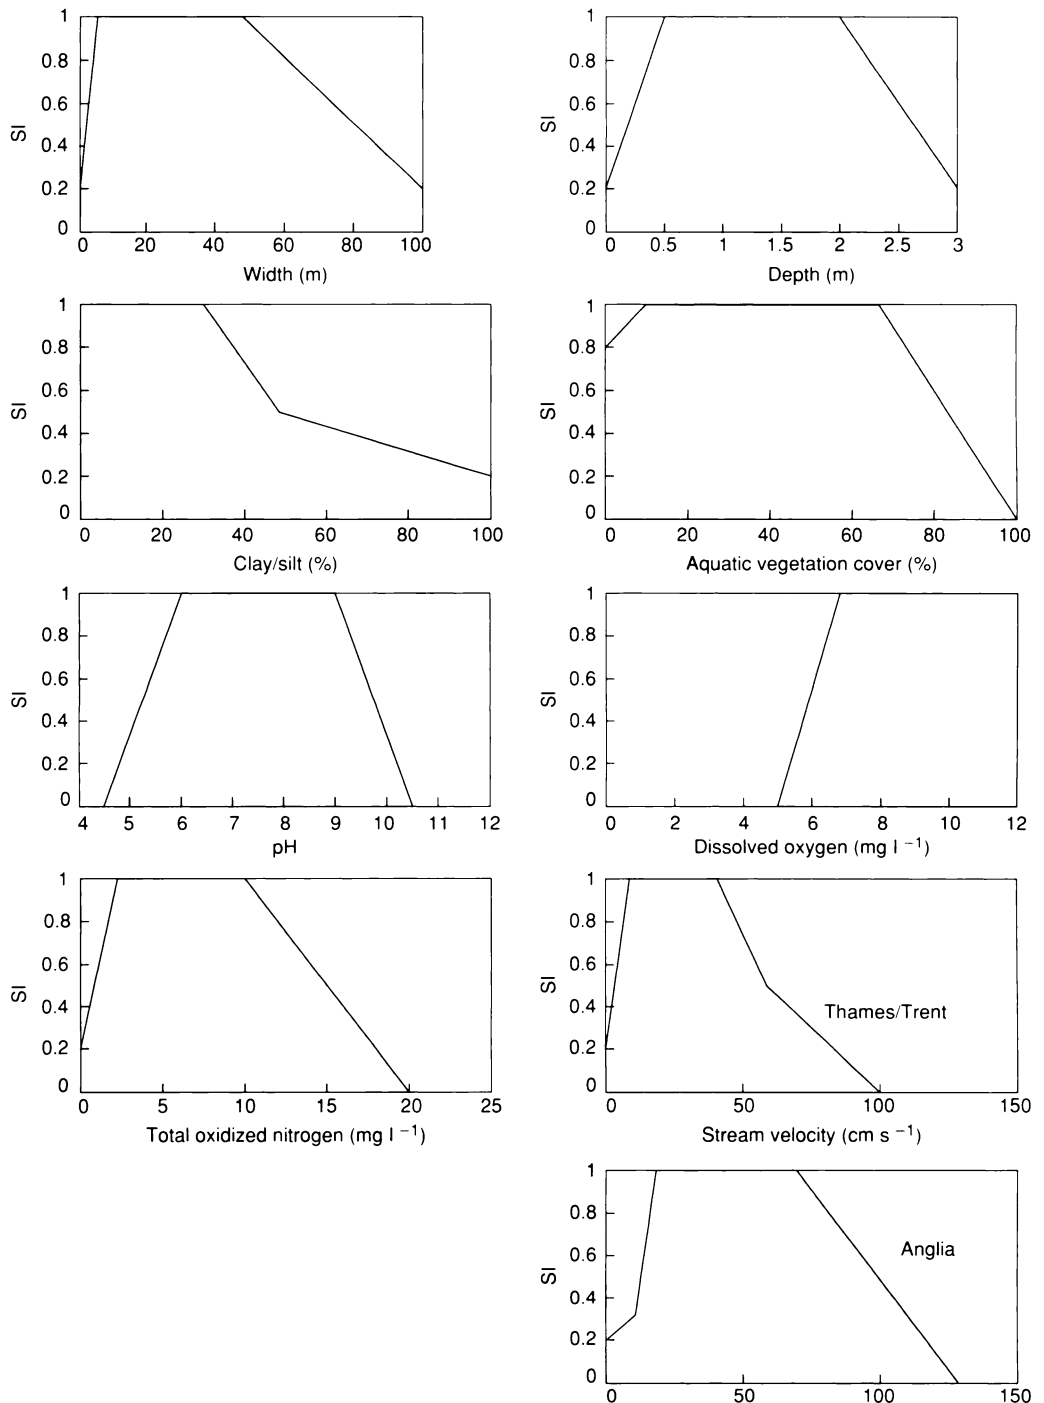 1
0.8
0.6
0.4
0.2
0
SI
0 20 40 60 80 100
Width (m)
1
0.8
0.6
0.4
0.2
0
SI
0 0.5 1 1.5 2 2.5 3
Depth (m)
1
0.8
0.6
0.4
0.2
0
SI
0 20 40 60 80 100
Clay/silt (%)
1
0.8
0.6
0.4
0.2
0
SI
0 20 40 60 80 100
Aquatic vegetation cover (%)
1
0.8
0.6
0.4
0.2
0
SI
4 5 6 7 8 9 10 11 12
pH
1
0.8
0.6
0.4
0.2
0
SI
0 2 4 6 8 10 12
Dissolved oxygen (mg l⁻¹)
1
0.8
0.6
0.4
0.2
0
SI
0 5 10 15 20 25
Total oxidized nitrogen (mg l⁻¹)
1
0.8
0.6
0.4
0.2
0
SI
Thames/Trent
0 50 100 150
Stream velocity (cm s⁻¹)
1
0.8
0.6
0.4
0.2
0
SI
Anglia
0 50 100 150